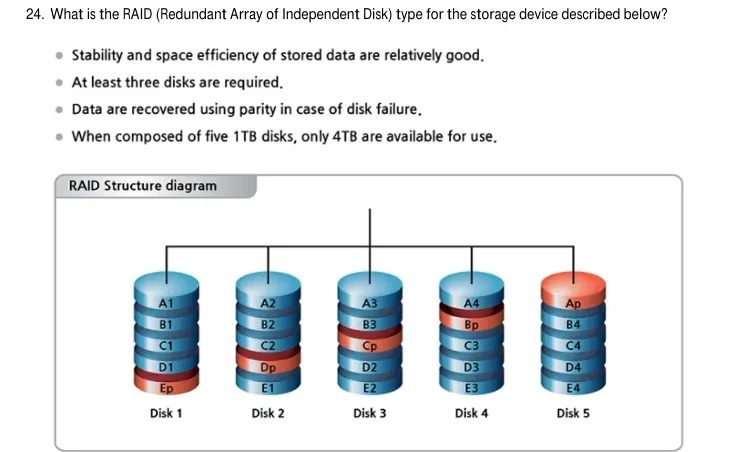 24. What is the RAID (Redundant Array of Independent Disk) type for the storage device described below?
• Stability and space efficiency of stored data are relatively good.
• At least three disks are required.
• Data are recovered using parity in case of disk failure.
• When composed of five 1TB disks, only 4TB are available for use.
RAID Structure diagram
A1 A2 A3 A4 Ap
B1 B2 B3 Bp B4
C1 C2 Cp C3 C4
D1 Dp D2 D3 D4
Ep E1 E2 E3 E4
Disk 1 Disk 2 Disk 3 Disk 4 Disk 5